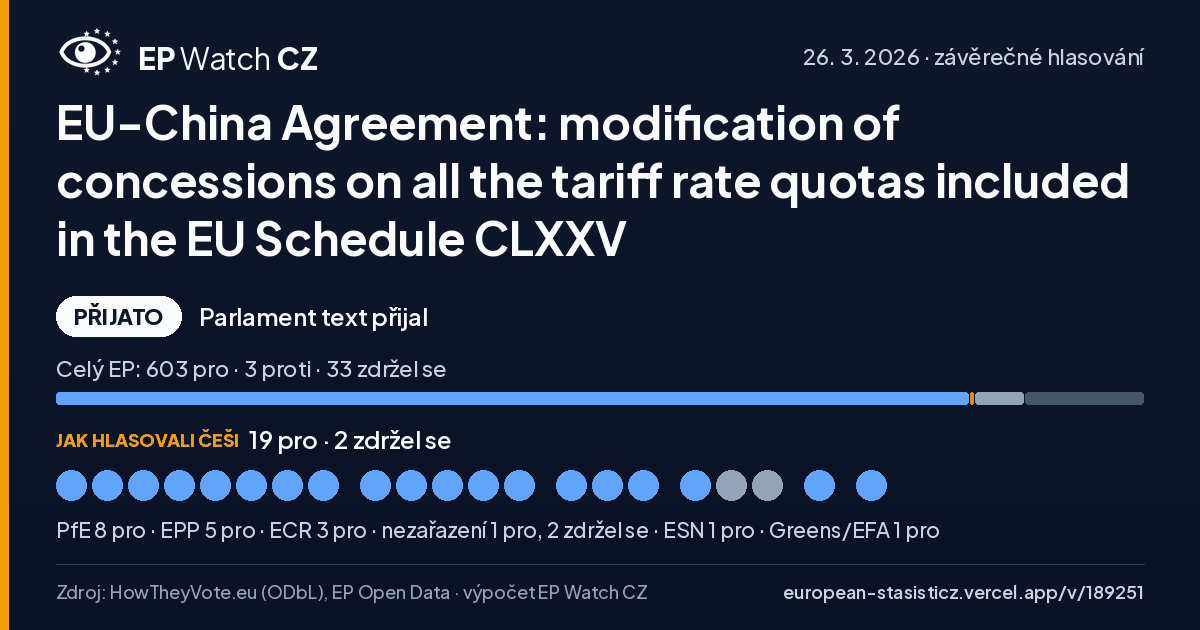 EP Watch CZ
26. 3. 2026 · závěrečné hlasování
EU–China Agreement: modification of
concessions on all the tariff rate quotas included
in the EU Schedule CLXXV
PŘIJATO Parlament text přijal
Celý EP: 603 pro · 3 proti · 33 zdržel se
JAK HLASOVALI ČEŠI 19 pro · 2 zdržel se
PfE 8 pro · EPP 5 pro · ECR 3 pro · nezařazení 1 pro, 2 zdržel se · ESN 1 pro · Greens/EFA 1 pro
Zdroj: HowTheyVote.eu (ODbL), EP Open Data · výpočet EP Watch CZ
european-stasisticz.vercel.app/v/189251